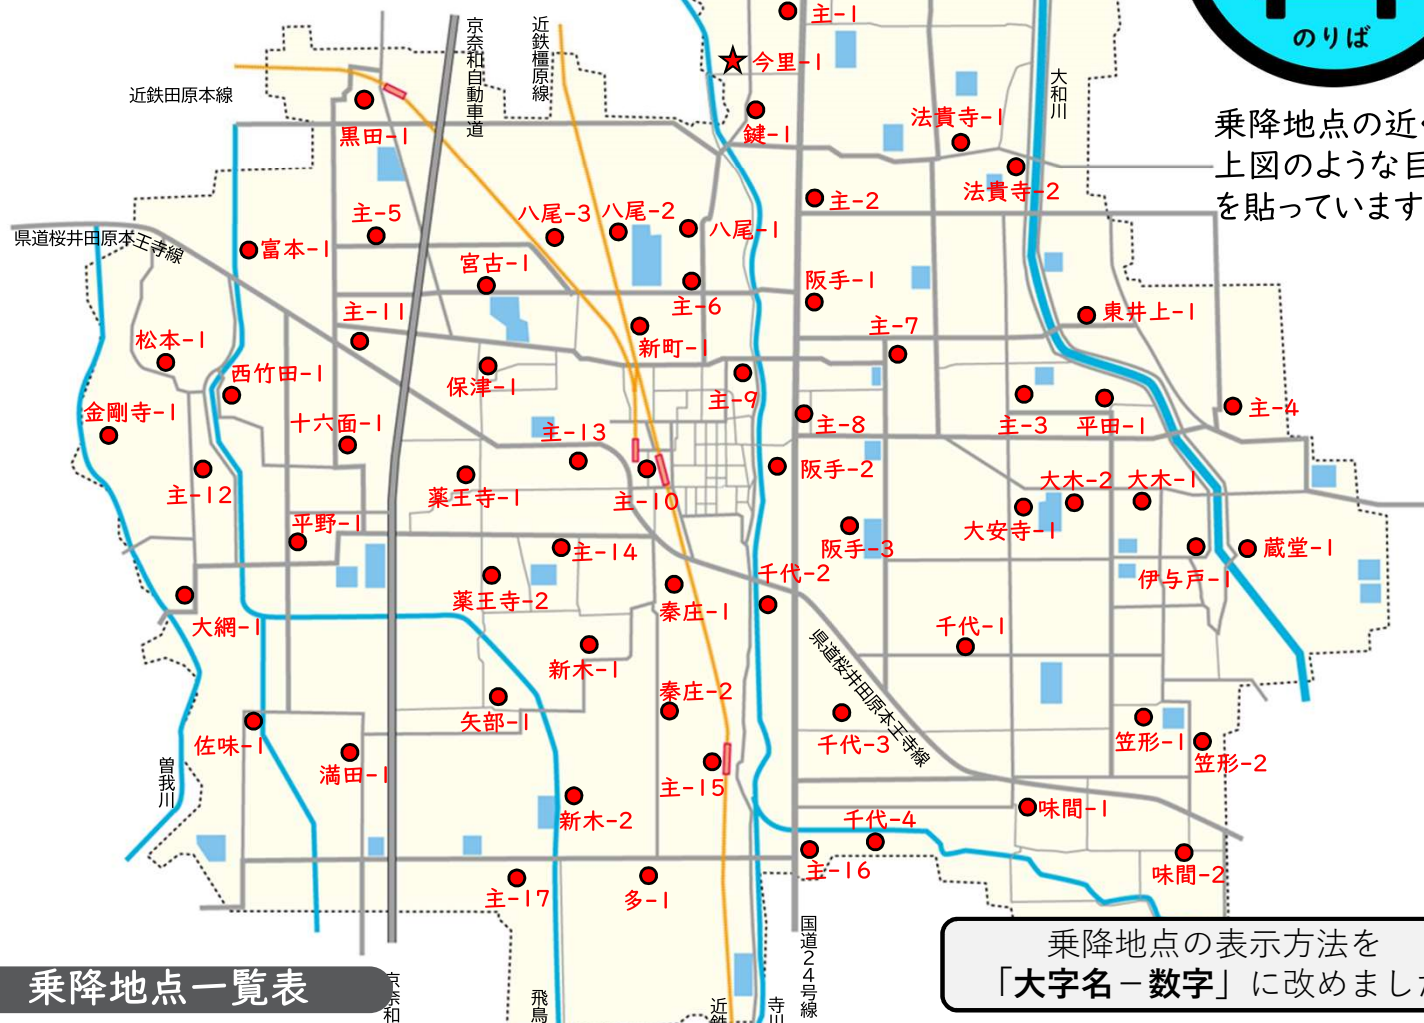 主-1
のりば
京奈和自動車道
近鉄橿原線
今里-1
近鉄田原本線
大和川
黒田-1
鍵-1
法貴寺-1
乗降地点の近く
上図のような目
を貼っています
法貴寺-2
主-5
八尾-3
八尾-2
八尾-1
主-2
県道桜井田原本王寺線
富本-1
宮古-1
主-6
阪手-1
主-11
東井上-1
松本-1
新町-1
主-7
西竹田-1
保津-1
主-9
金剛寺-1
十六面-1
主-13
主-8
主-3
平田-1
主-4
主-12
薬王寺-1
主-10
阪手-2
大木-2
大木-1
平野-1
大安寺-1
主-14
阪手-3
蔵堂-1
千代-2
伊与戸-1
薬王寺-2
秦庄-1
大網-1
千代-1
県道桜井田原本王寺線
新木-1
秦庄-2
矢部-1
佐味-1
千代-3
笠形-1
笠形-2
曽我川
満田-1
主-15
新木-2
千代-4
味間-1
主-16
味間-2
主-17
多-1
国道24号線
乗降地点の表示方法を
「大字名-数字」に改めました
乗降地点一覧表
京奈和
飛鳥
近鉄
寺川